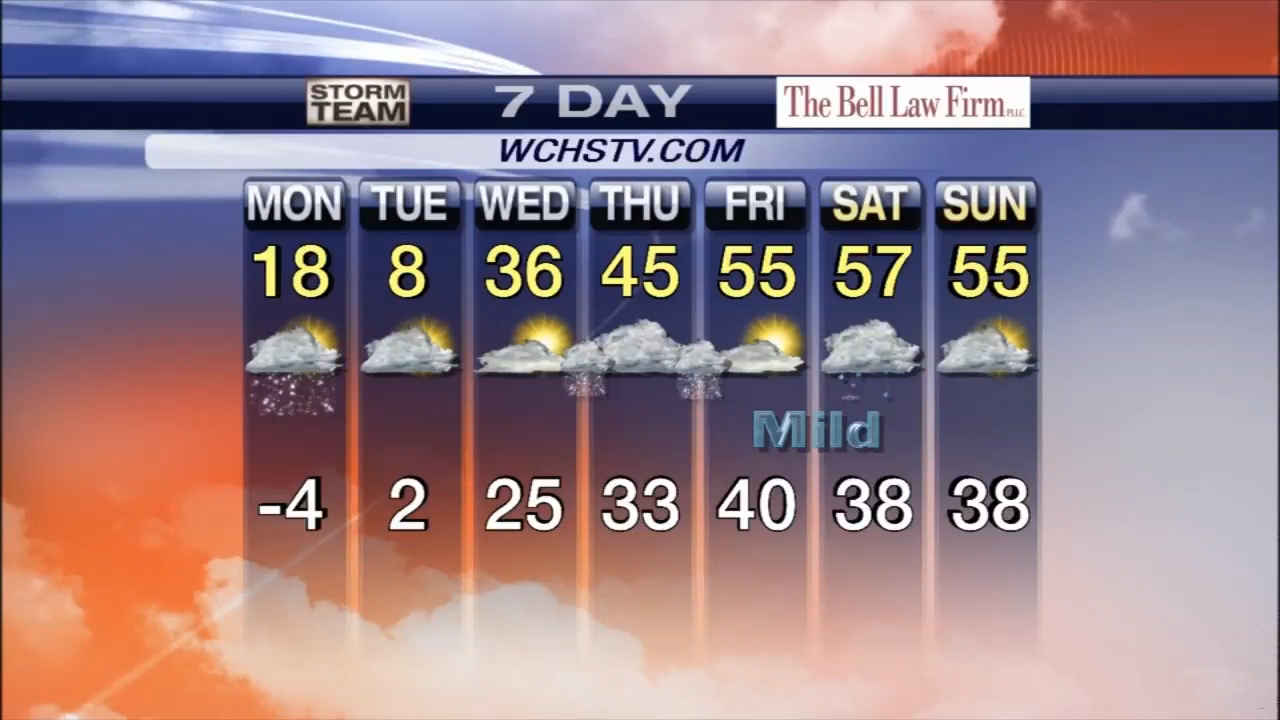 STORM
TEAM
7 DAY
The Bell Law Firm PLLC
WCHSTV.COM
MON TUE WED THU FRI SAT SUN
18 8 36 45 55 57 55
Mild
-4 2 25 33 40 38 38